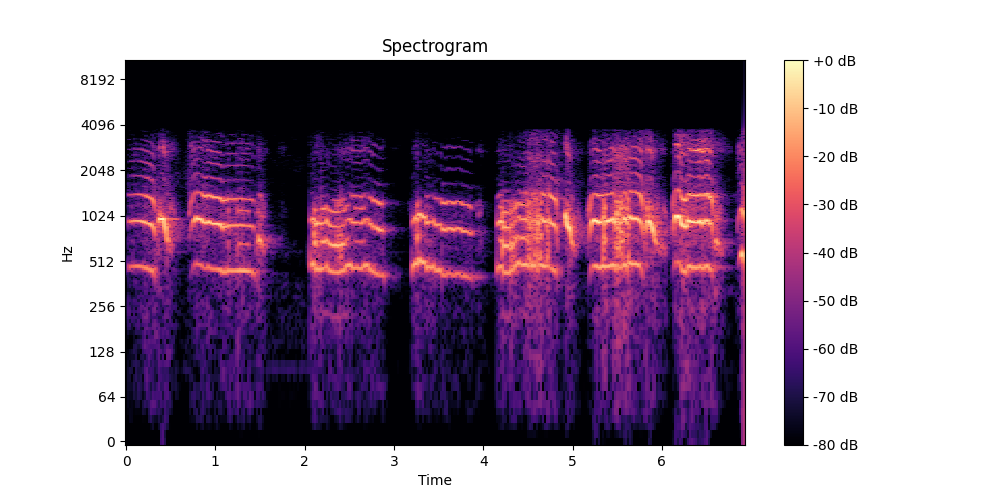 Spectrogram
8192
4096
2048
1024
512
256
128
64
0
Hz
0 1 2 3 4 5 6
Time
+0 dB
-10 dB
-20 dB
-30 dB
-40 dB
-50 dB
-60 dB
-70 dB
-80 dB